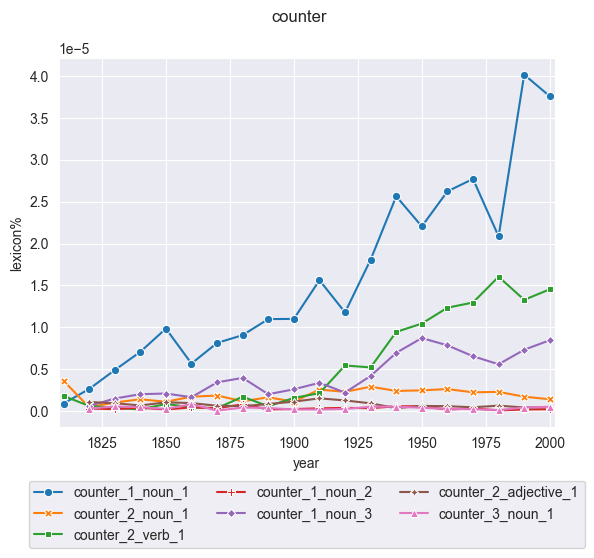 counter
1e−5
4.0
3.5
3.0
2.5
2.0
1.5
1.0
0.5
0.0
lexicon%
1825 1850 1875 1900 1925 1950 1975 2000
year
counter_1_noun_1 counter_1_noun_2 counter_2_adjective_1
counter_2_noun_1 counter_1_noun_3 counter_3_noun_1
counter_2_verb_1